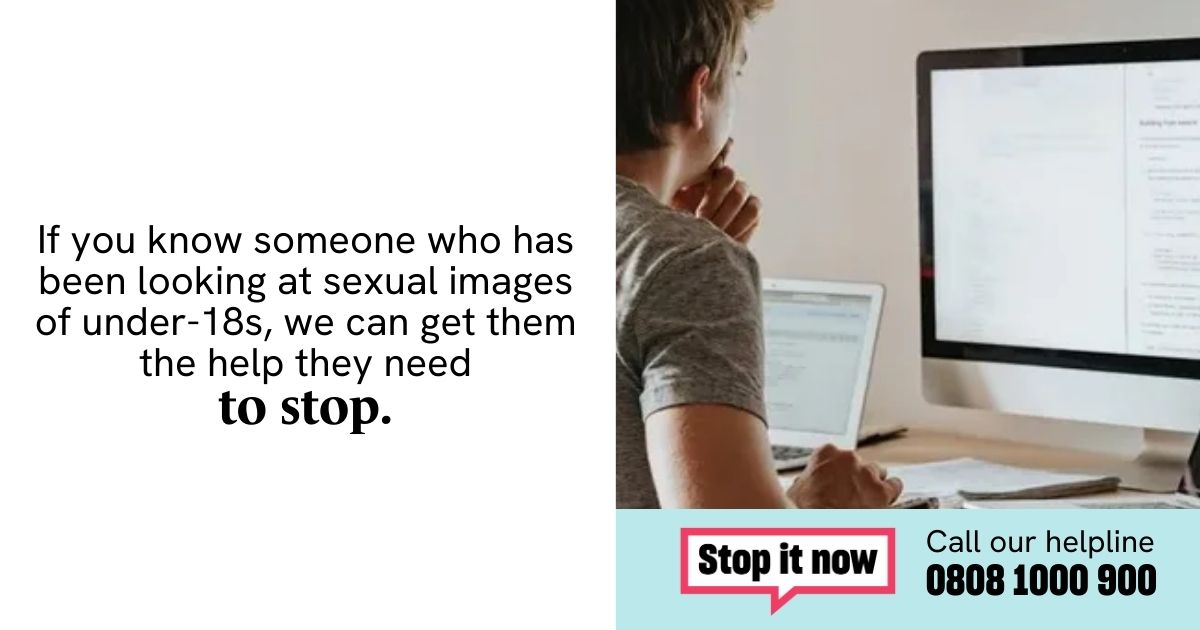 If you know someone who has
been looking at sexual images
of under-18s, we can get them
the help they need
to stop.
Stop it now
Call our helpline
0808 1000 900